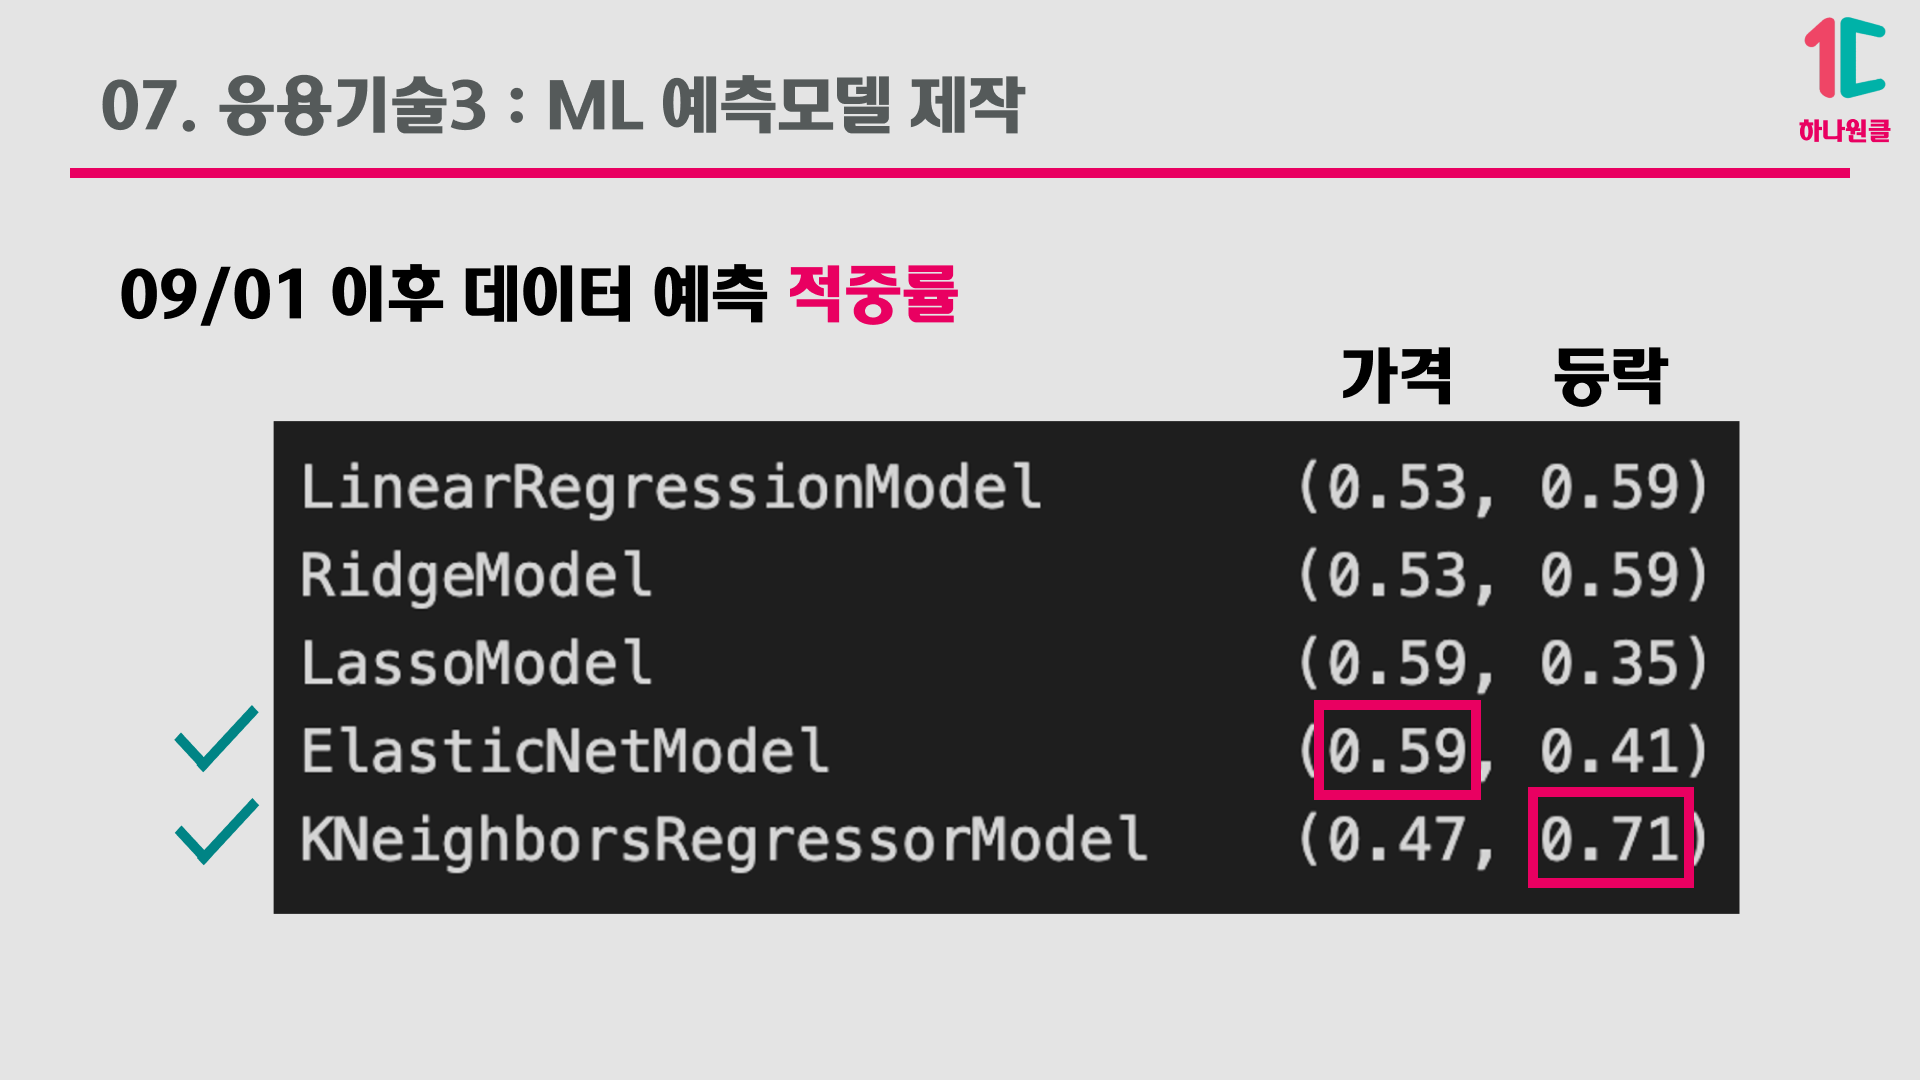 07. 응용기술3 : ML 예측모델 제작
1C
하나원클
09/01 이후 데이터 예측 적중률
가격 등락
LinearRegressionModel (0.53, 0.59)
RidgeModel (0.53, 0.59)
LassoModel (0.59, 0.35)
ElasticNetModel (0.59, 0.41)
KNeighborsRegressorModel (0.47, 0.71)